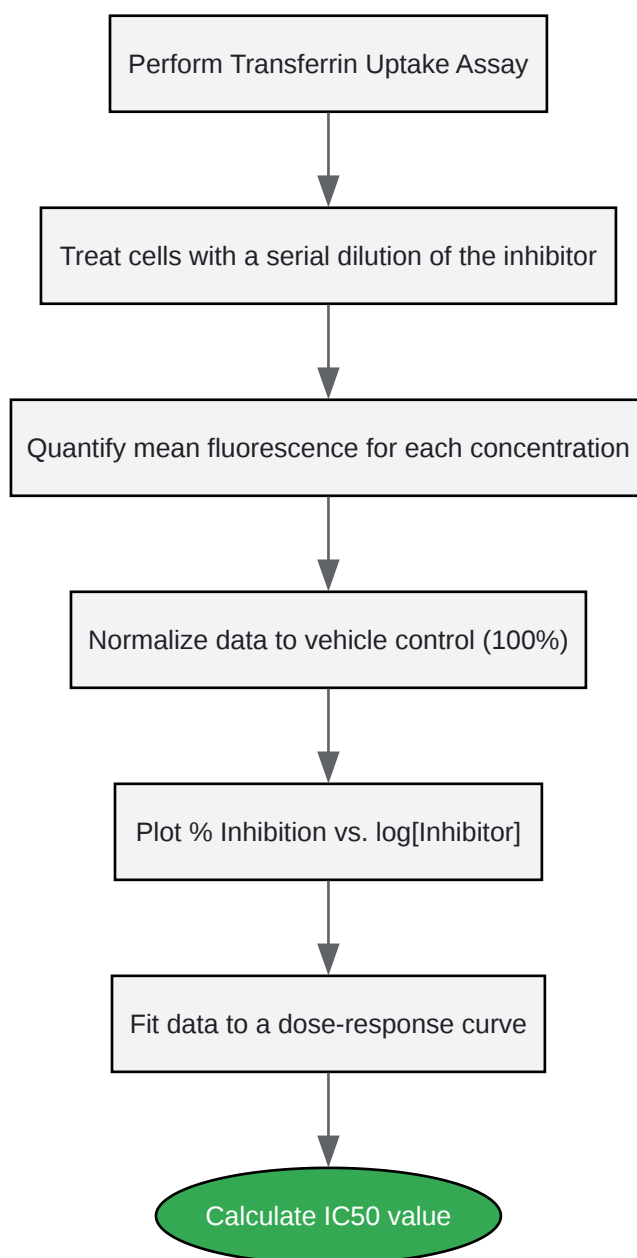 Perform Transferrin Uptake Assay
Treat cells with a serial dilution of the inhibitor
Quantify mean fluorescence for each concentration
Normalize data to vehicle control (100%)
Plot % Inhibition vs. log[Inhibitor]
Fit data to a dose-response curve
Calculate IC50 value